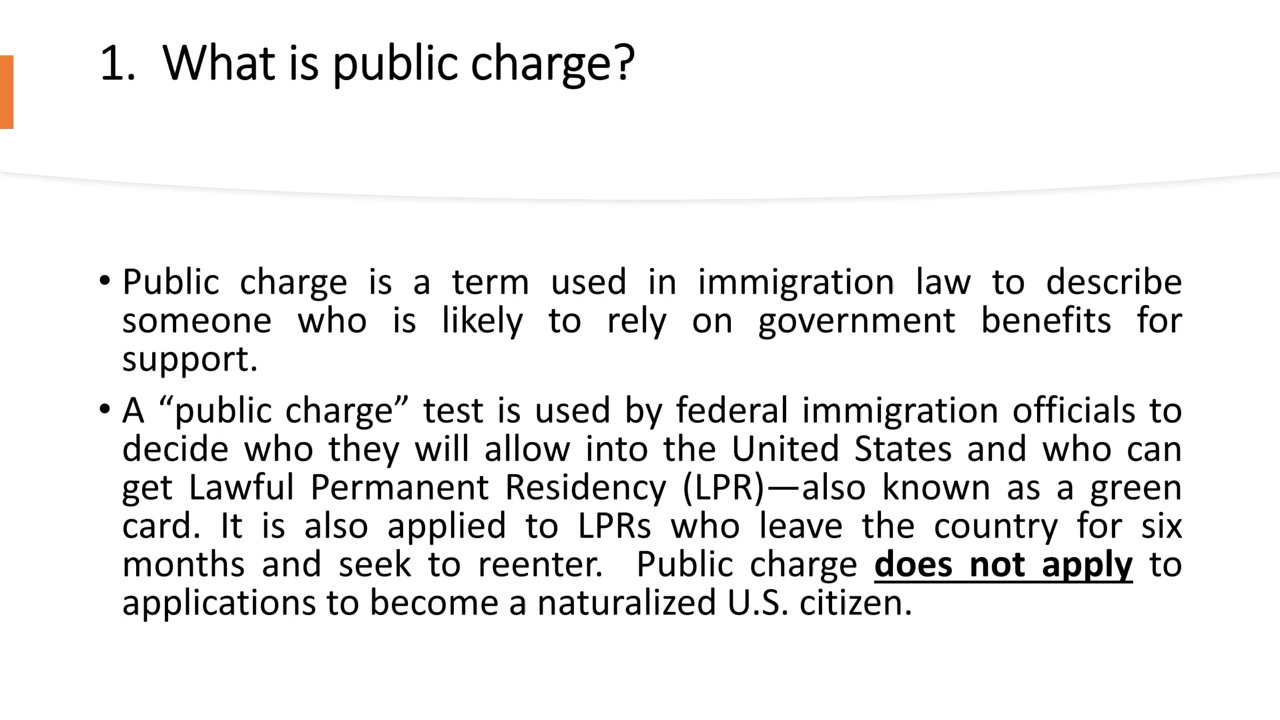 1. What is public charge?
• Public charge is a term used in immigration law to describe
someone who is likely to rely on government benefits for
support.
• A “public charge” test is used by federal immigration officials to
decide who they will allow into the United States and who can
get Lawful Permanent Residency (LPR)—also known as a green
card. It is also applied to LPRs who leave the country for six
months and seek to reenter. Public charge does not apply to
applications to become a naturalized U.S. citizen.